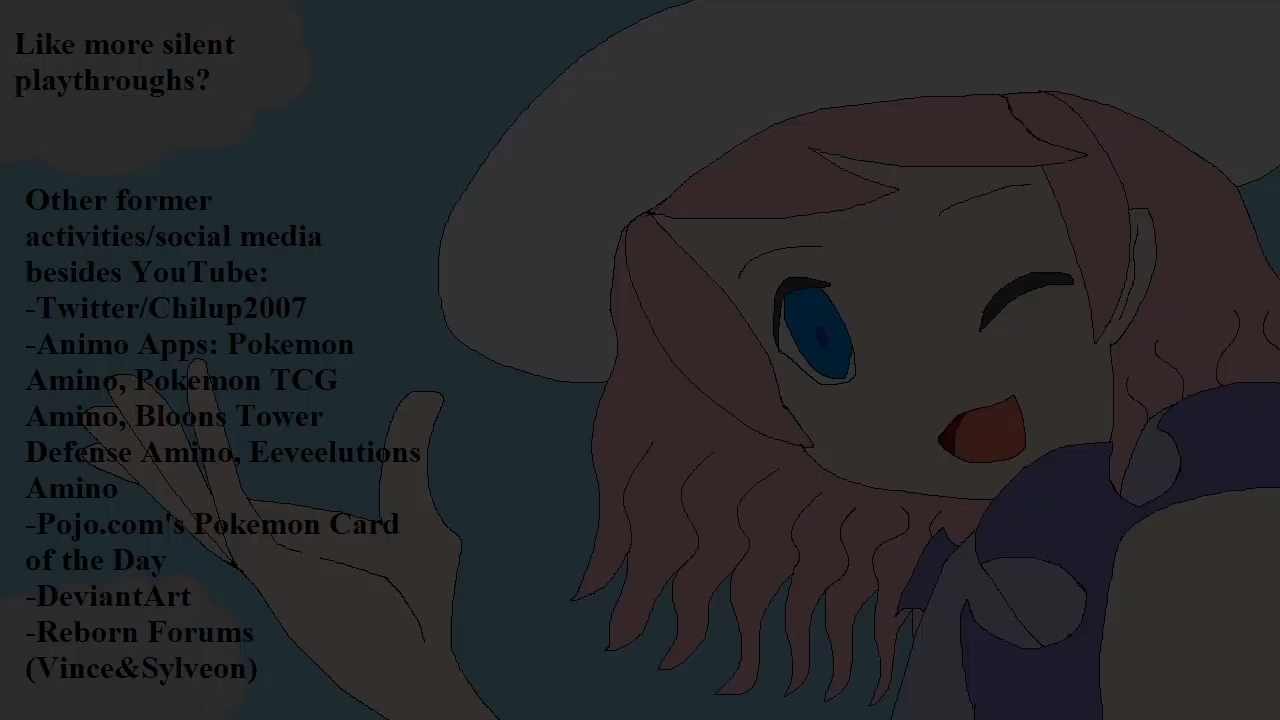 Like more silent
playthroughs?
Other former
activities/social media
besides YouTube:
-Twitter/Chilup2007
-Animo Apps: Pokemon
Amino, Pokemon TCG
Amino, Bloons Tower
Defense Amino, Eeveelutions
Amino
-Pojo.com's Pokemon Card
of the Day
-DeviantArt
-Reborn Forums
(Vince&Sylveon)